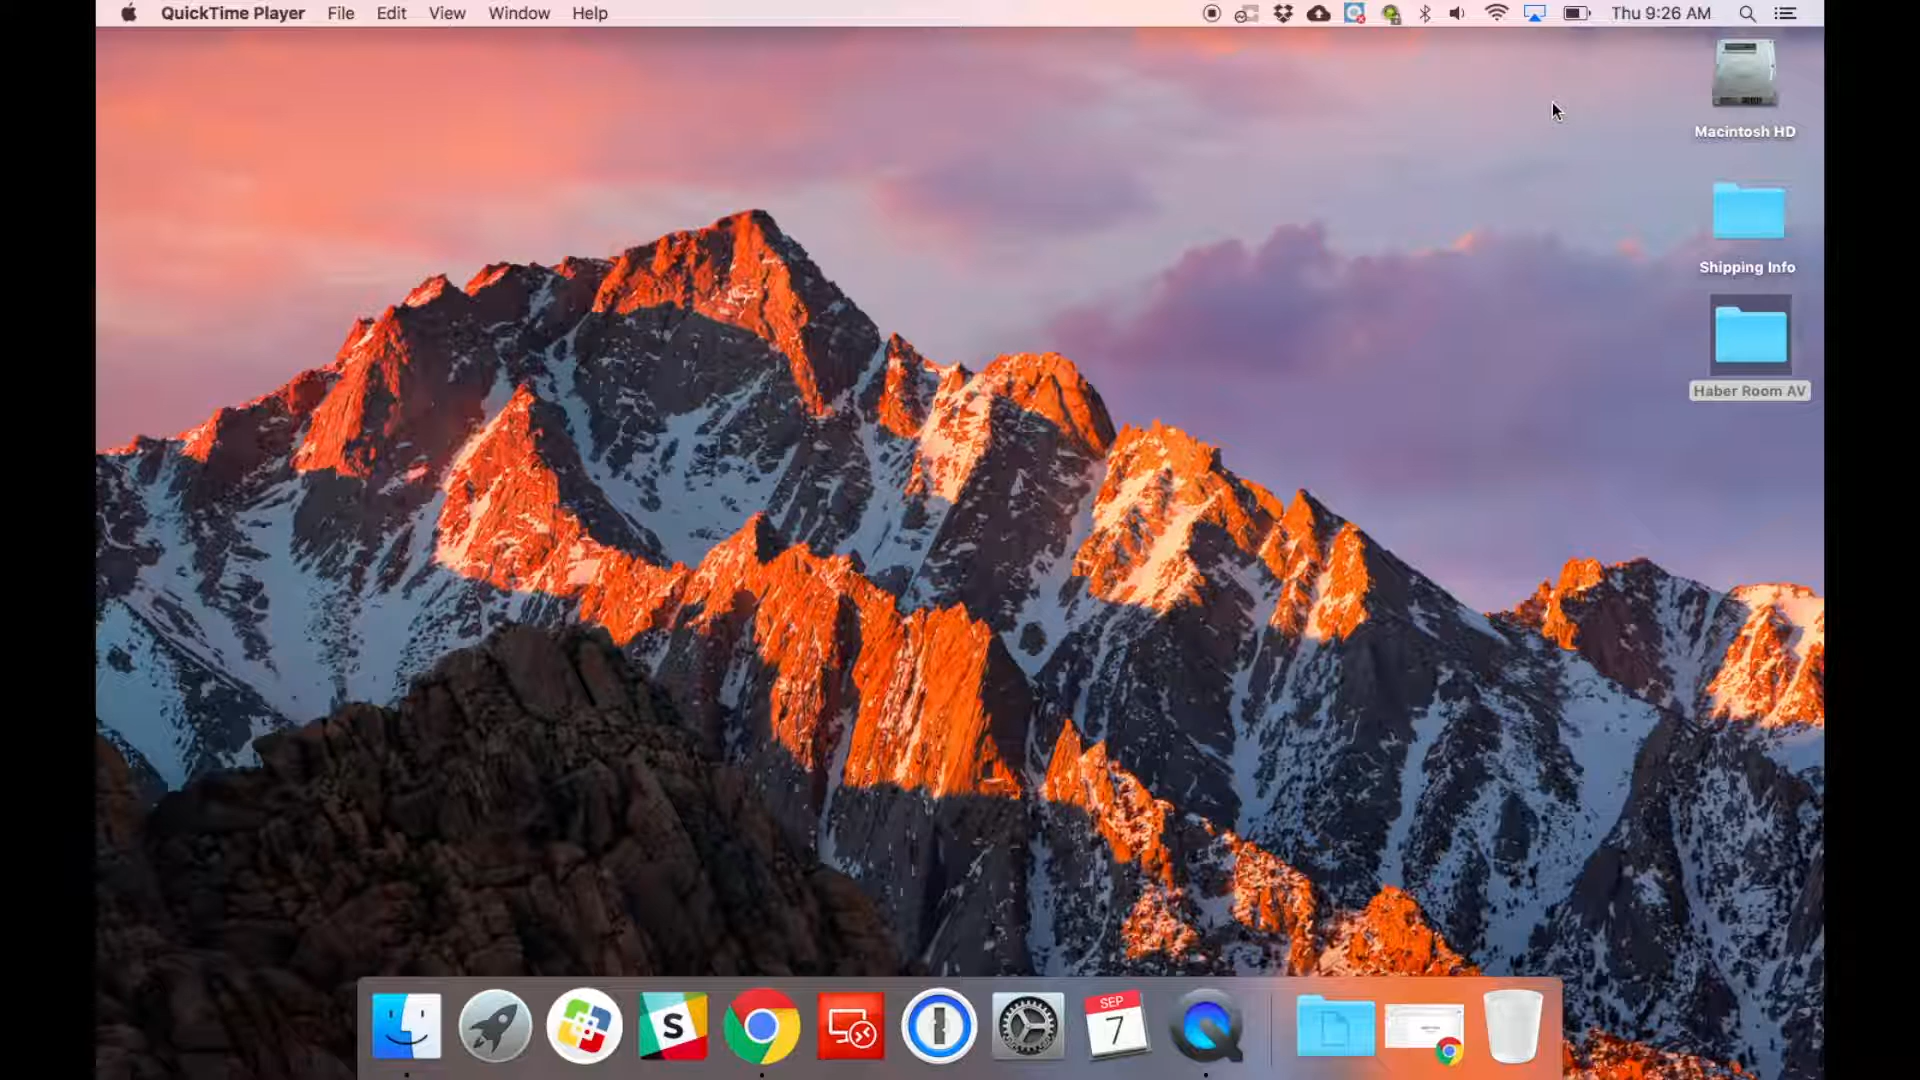 QuickTime Player File Edit View Window Help Thu 9:26 AM
Macintosh HD
Shipping Info
Haber Room AV
S
SEP
7